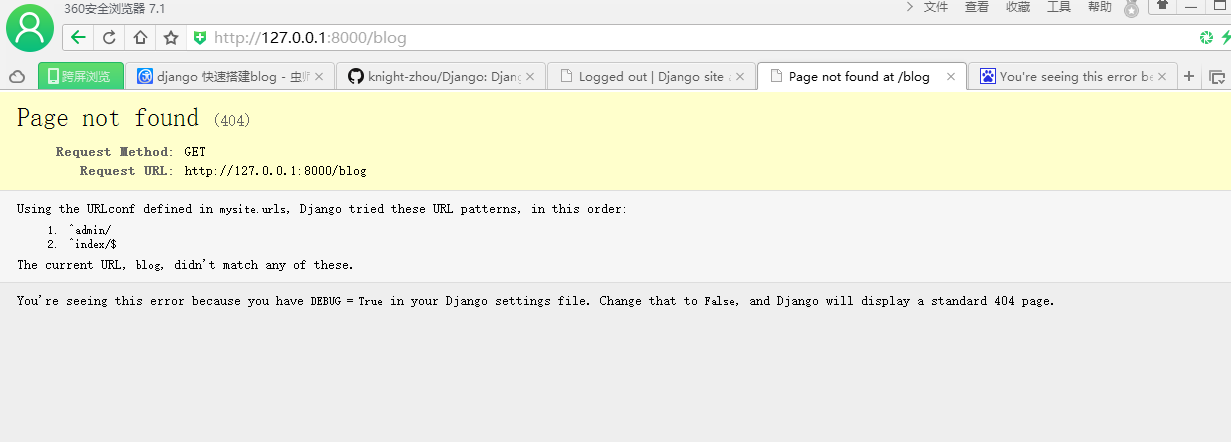 360安全浏览器 7.1
文件 查看 收藏 工具 帮助
http://127.0.0.1:8000/blog
跨屏浏览 django 快速搭建blog - 虫师 knight-zhou/Django: Djang Logged out | Django site a Page not found at /blog You're seeing this error be
Page not found (404)
Request Method: GET
Request URL: http://127.0.0.1:8000/blog
Using the URLconf defined in mysite.urls, Django tried these URL patterns, in this order:
1. ^admin/
2. ^index/$
The current URL, blog, didn't match any of these.
You're seeing this error because you have DEBUG = True in your Django settings file. Change that to False, and Django will display a standard 404 page.